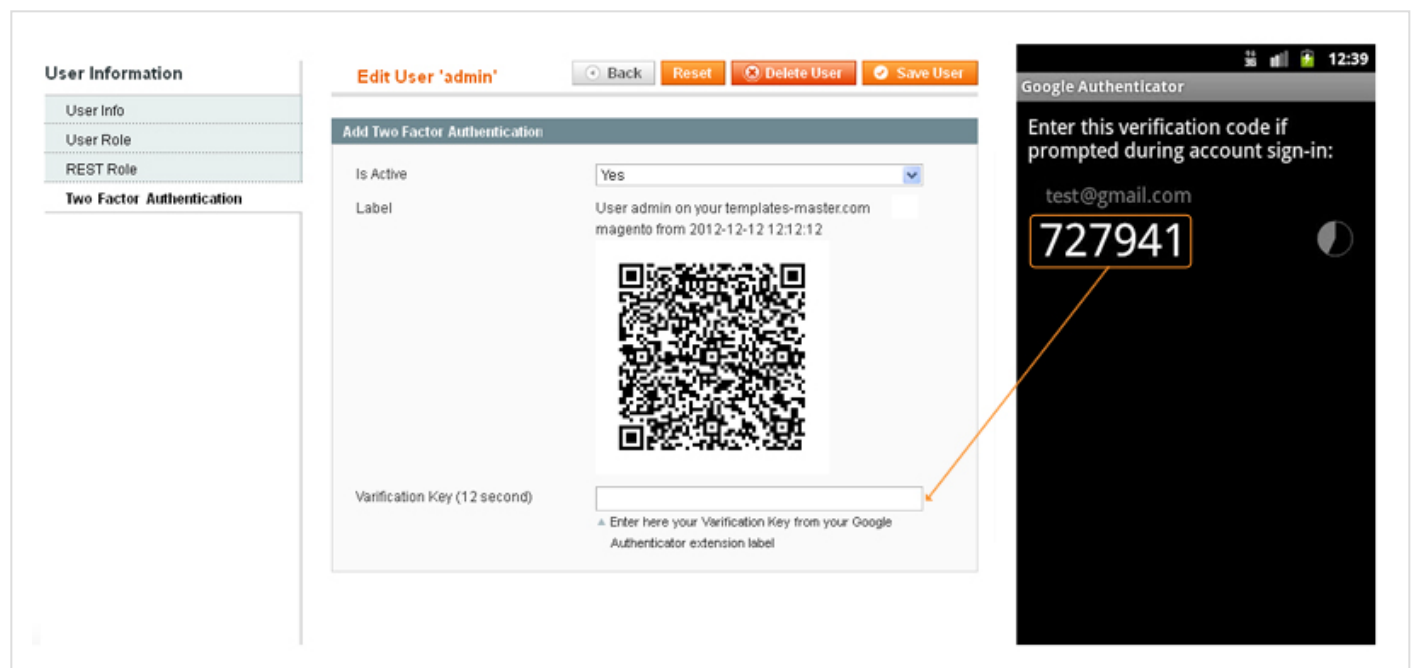 User Information
User Info
User Role
REST Role
Two Factor Authentication
Edit User 'admin'
Back
Reset
Delete User
Save User
Add Two Factor Authentication
Is Active
Yes
Label
User admin on your templates-master.com
magento from 2012-12-12 12:12:12
Varification Key (12 second)
Enter here your Varification Key from your Google
Authenticator extension label
3G
12:39
Google Authenticator
Enter this verification code if
prompted during account sign-in:
test@gmail.com
727941